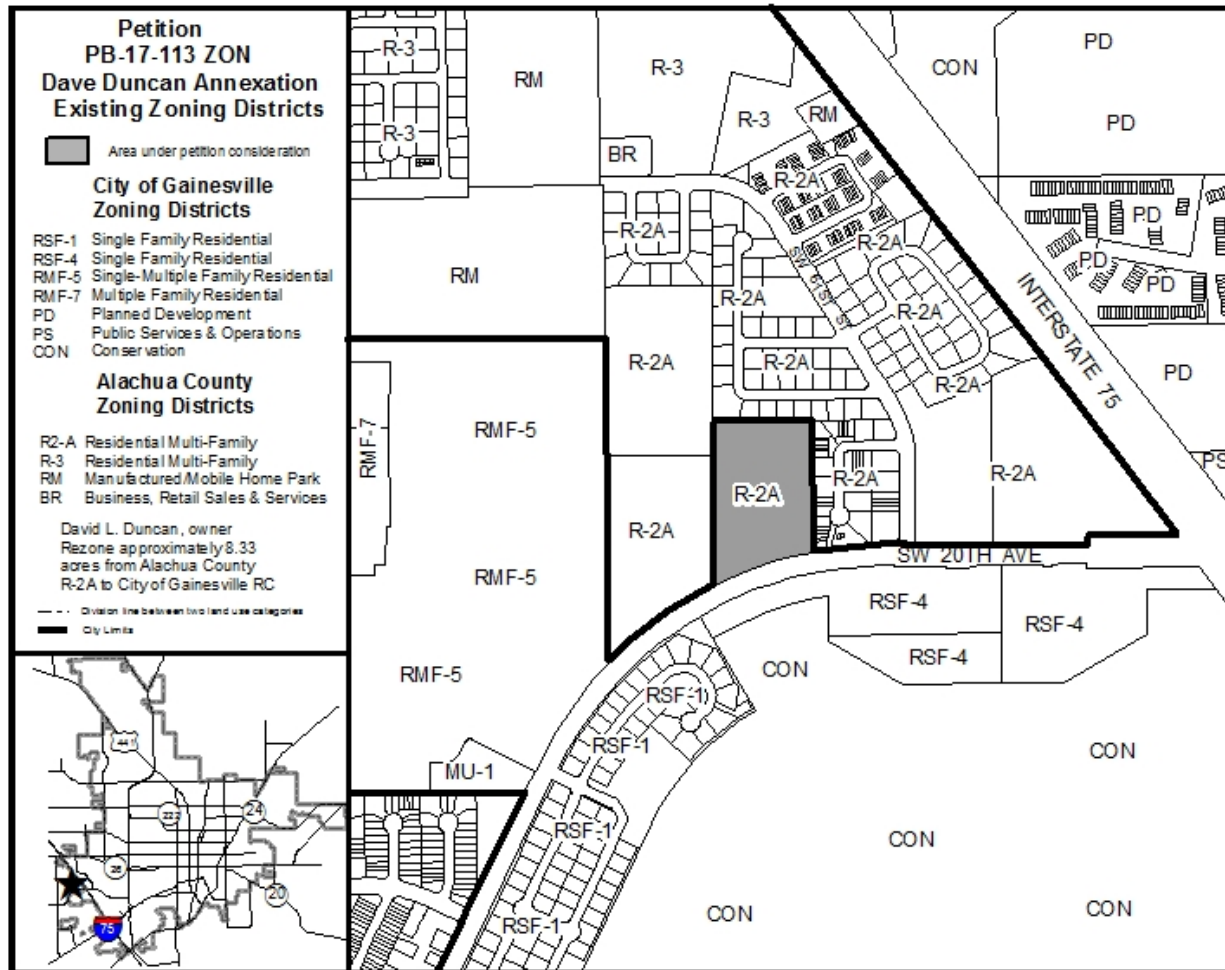 Petition
PB-17-113 ZON
Dave Duncan Annexation
Existing Zoning Districts
Area under petition consideration
City of Gainesville
Zoning Districts
RSF-1 Single Family Residential
RSF-4 Single Family Residential
RMF-5 Single-Multiple Family Residential
RMF-7 Multiple Family Residential
PD Planned Development
PS Public Services & Operations
CON Conservation
Alachua County
Zoning Districts
R2-A Residential Multi-Family
R-3 Residential Multi-Family
RM Manufactured/Mobile Home Park
BR Business, Retail Sales & Services
David L. Duncan, owner
Rezone approximately 8.33
acres from Alachua County
R-2A to City of Gainesville RC
Division line between two land use categories
City Limits
441
222
24
26
20
75
R-3
R-3
RM
R-3
R-3
RM
BR
CON
PD
PD
R-2A
PD
R-2A
R-2A
RM
PD
PD
SW 61ST ST
R-2A
R-2A
INTERSTATE 75
R-2A
R-2A
R-2A
PD
RMF-5
RMF-7
PS
R-2A
R-2A
R-2A
R-2A
SW 20TH AVE
RMF-5
RSF-4
RSF-4
RSF-4
CON
RMF-5
RSF-1
RSF-1
CON
MU-1
RSF-1
CON
CON
CON
RSF-1